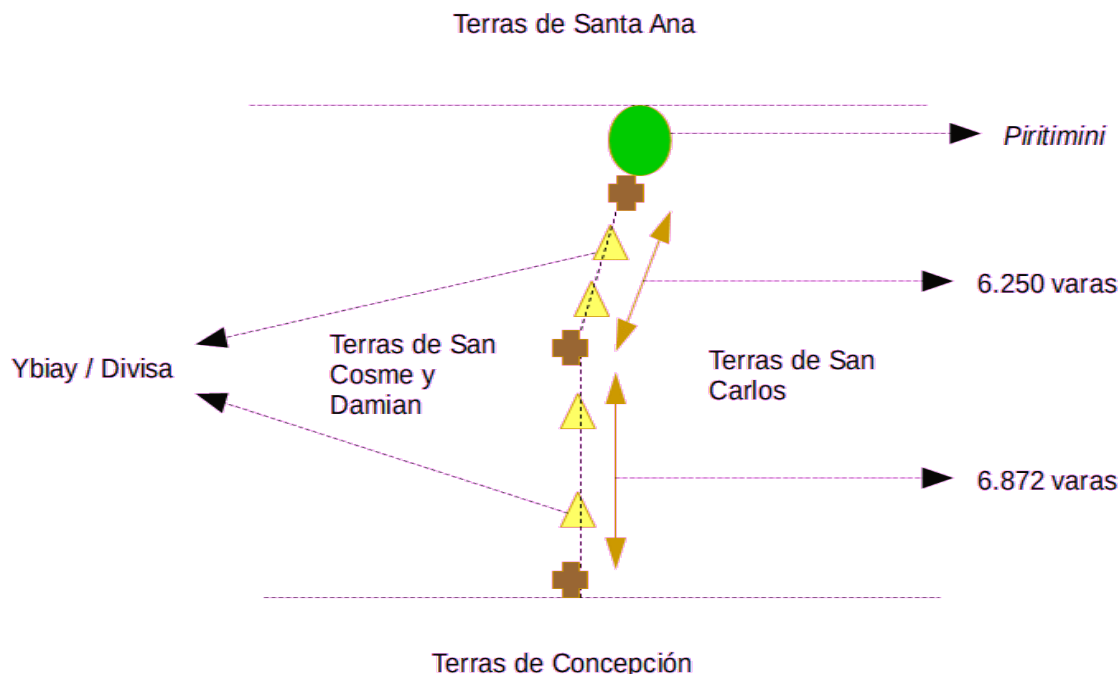 Terras de Santa Ana
Piritimini
6.250 varas
Terras de San
Cosme y
Damian
Terras de San
Carlos
Ybiay / Divisa
6.872 varas
Terras de Concepción